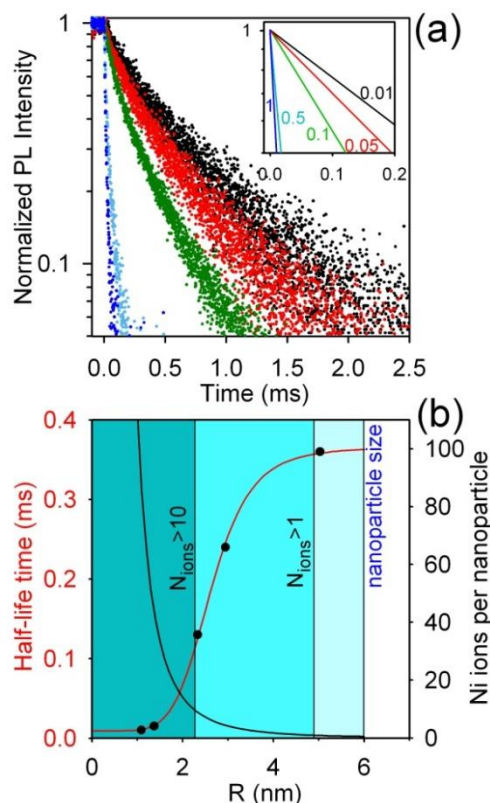 (a)
1
0.1
Normalized PL Intensity
0.0 0.5 1.0 1.5 2.0 2.5
Time (ms)
1
1
0.5
0.1
0.05
0.01
0.0 0.1 0.2
(b)
0.4
0.3
0.2
0.1
0.0
Half-life time (ms)
N_ions>10
N_ions>1
nanoparticle size
100
80
60
40
20
0
Ni ions per nanoparticle
0 2 4 6
R (nm)